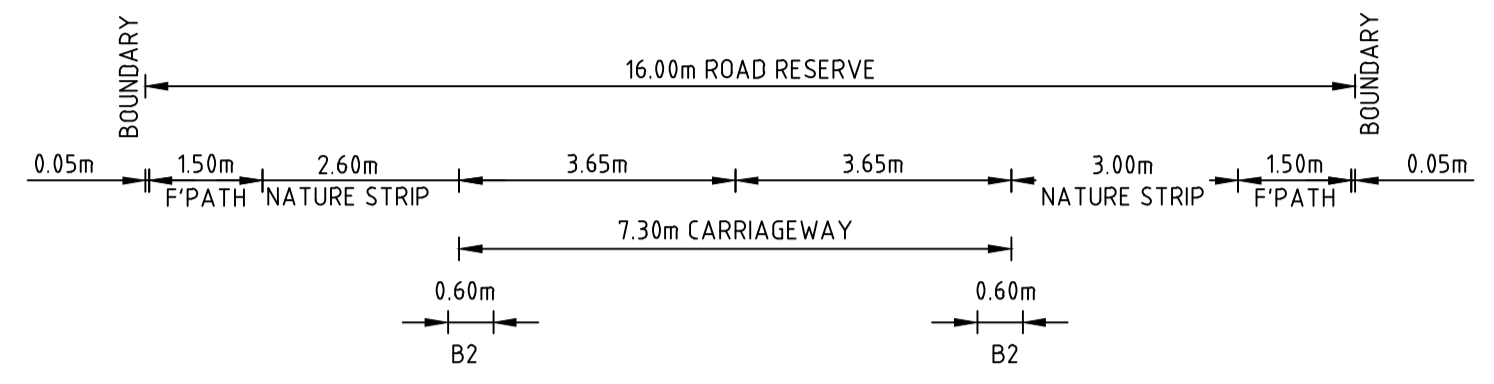 BOUNDARY
BOUNDARY
16.00m ROAD RESERVE
0.05m 1.50m 2.60m 3.65m 3.65m 3.00m 1.50m 0.05m
F'PATH NATURE STRIP NATURE STRIP F'PATH
7.30m CARRIAGEWAY
0.60m 0.60m
B2 B2